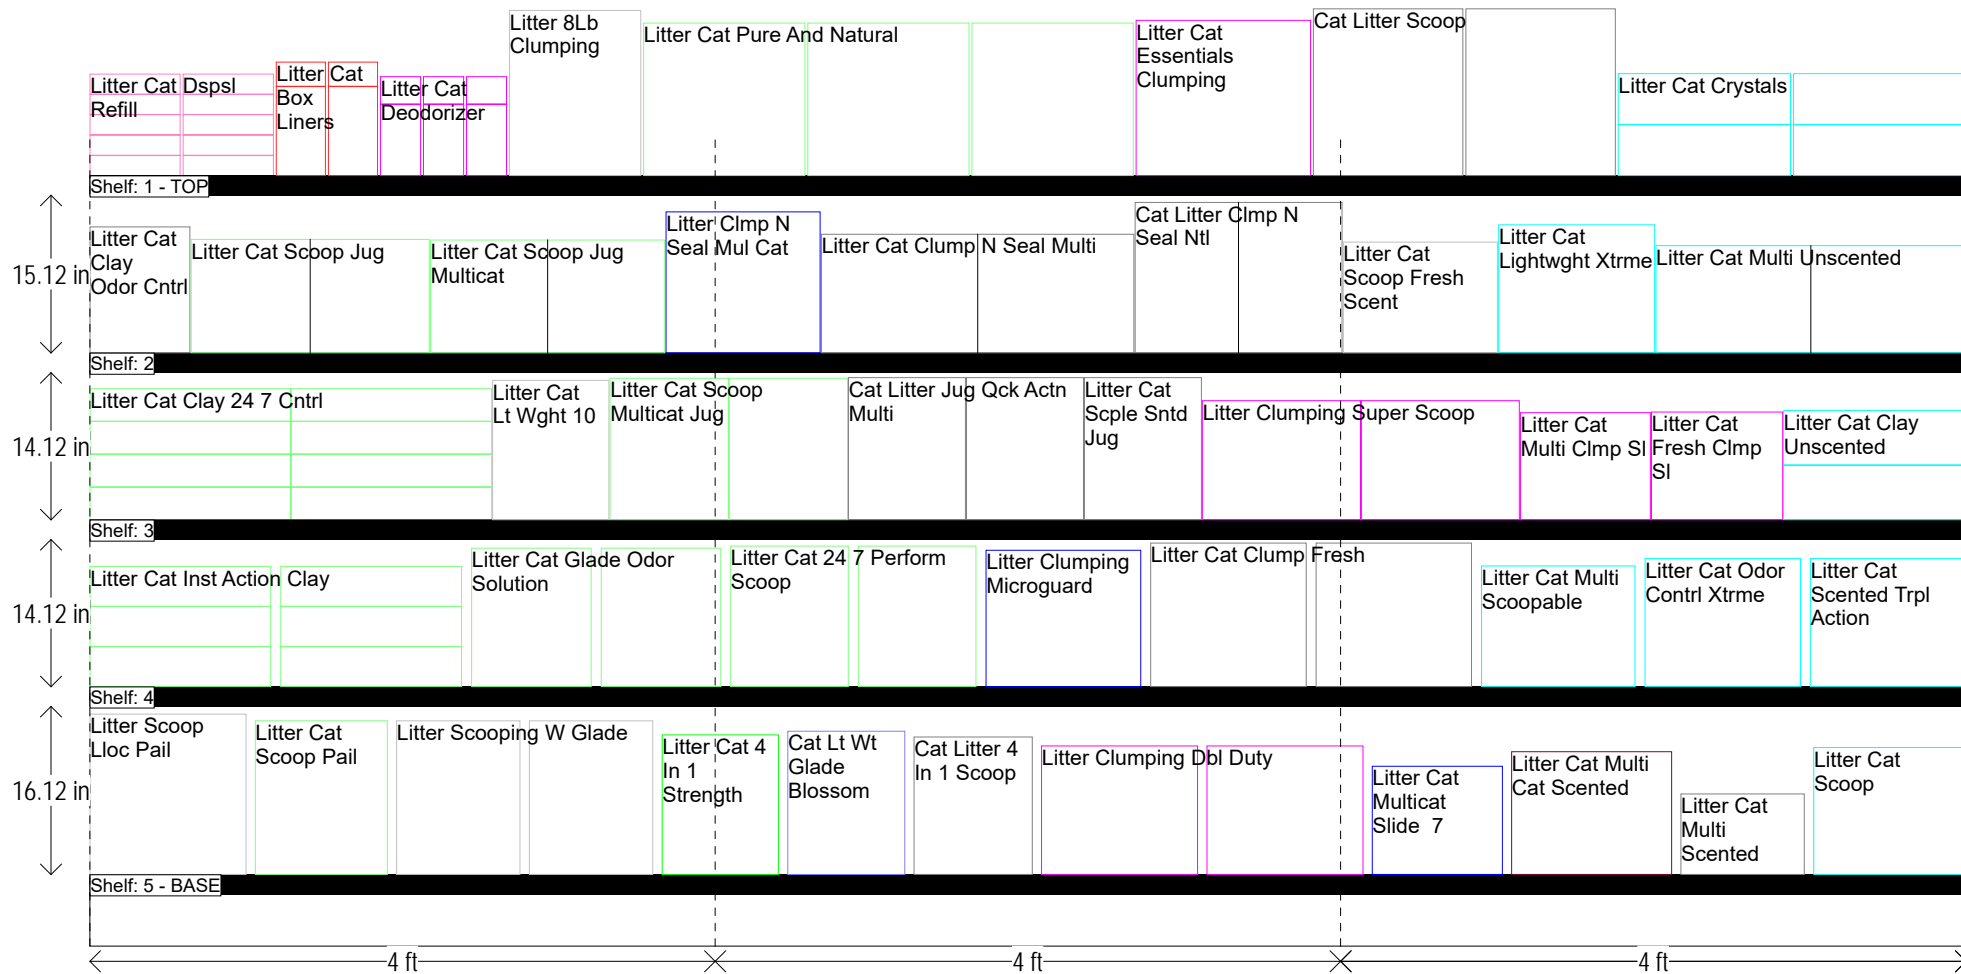 Litter Cat Dspsl
Refill
Litter Cat
Box
Liners
Litter Cat
Deodorizer
Litter 8Lb
Clumping
Litter Cat Pure And Natural
Litter Cat
Essentials
Clumping
Cat Litter Scoop
Litter Cat Crystals
Shelf: 1 - TOP
15.12 in
Litter Cat
Clay
Odor Cntrl
Litter Cat Scoop Jug
Litter Cat Scoop Jug
Multicat
Litter Clmp N
Seal Mul Cat
Litter Cat Clump N Seal Multi
Cat Litter Clmp N
Seal Ntl
Litter Cat
Scoop Fresh
Scent
Litter Cat
Lightwght Xtrme
Litter Cat Multi Unscented
Shelf: 2
14.12 in
Litter Cat Clay 24 7 Cntrl
Litter Cat
Lt Wght 10
Litter Cat Scoop
Multicat Jug
Cat Litter Jug Qck Actn
Multi
Litter Cat
Scple Sntd
Jug
Litter Clumping Super Scoop
Litter Cat
Multi Clmp Sl
Litter Cat
Fresh Clmp
Sl
Litter Cat Clay
Unscented
Shelf: 3
14.12 in
Litter Cat Inst Action Clay
Litter Cat Glade Odor
Solution
Litter Cat 24 7 Perform
Scoop
Litter Clumping
Microguard
Litter Cat Clump Fresh
Litter Cat Multi
Scoopable
Litter Cat Odor
Contrl Xtrme
Litter Cat
Scented Trpl
Action
Shelf: 4
16.12 in
Litter Scoop
Lloc Pail
Litter Cat
Scoop Pail
Litter Scooping W Glade
Litter Cat 4
In 1
Strength
Cat Lt Wt
Glade
Blossom
Cat Litter 4
In 1 Scoop
Litter Clumping Dbl Duty
Litter Cat
Multicat
Slide 7
Litter Cat Multi
Cat Scented
Litter Cat
Multi
Scented
Litter Cat
Scoop
Shelf: 5 - BASE
4 ft
4 ft
4 ft